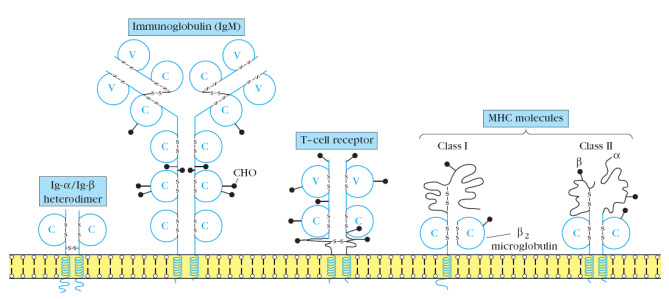 Immunoglobulin (IgM)
V
V
C
C
V
V
C
C
C
C
MHC molecules
T-cell receptor
Class I
Class II
CHO
β
α
Ig-α/Ig-β
heterodimer
C
C
V
V
C
C
C
C
C
C
C
C
C
C
β2
microglobulin
S-S
S-S
S-S
S-S